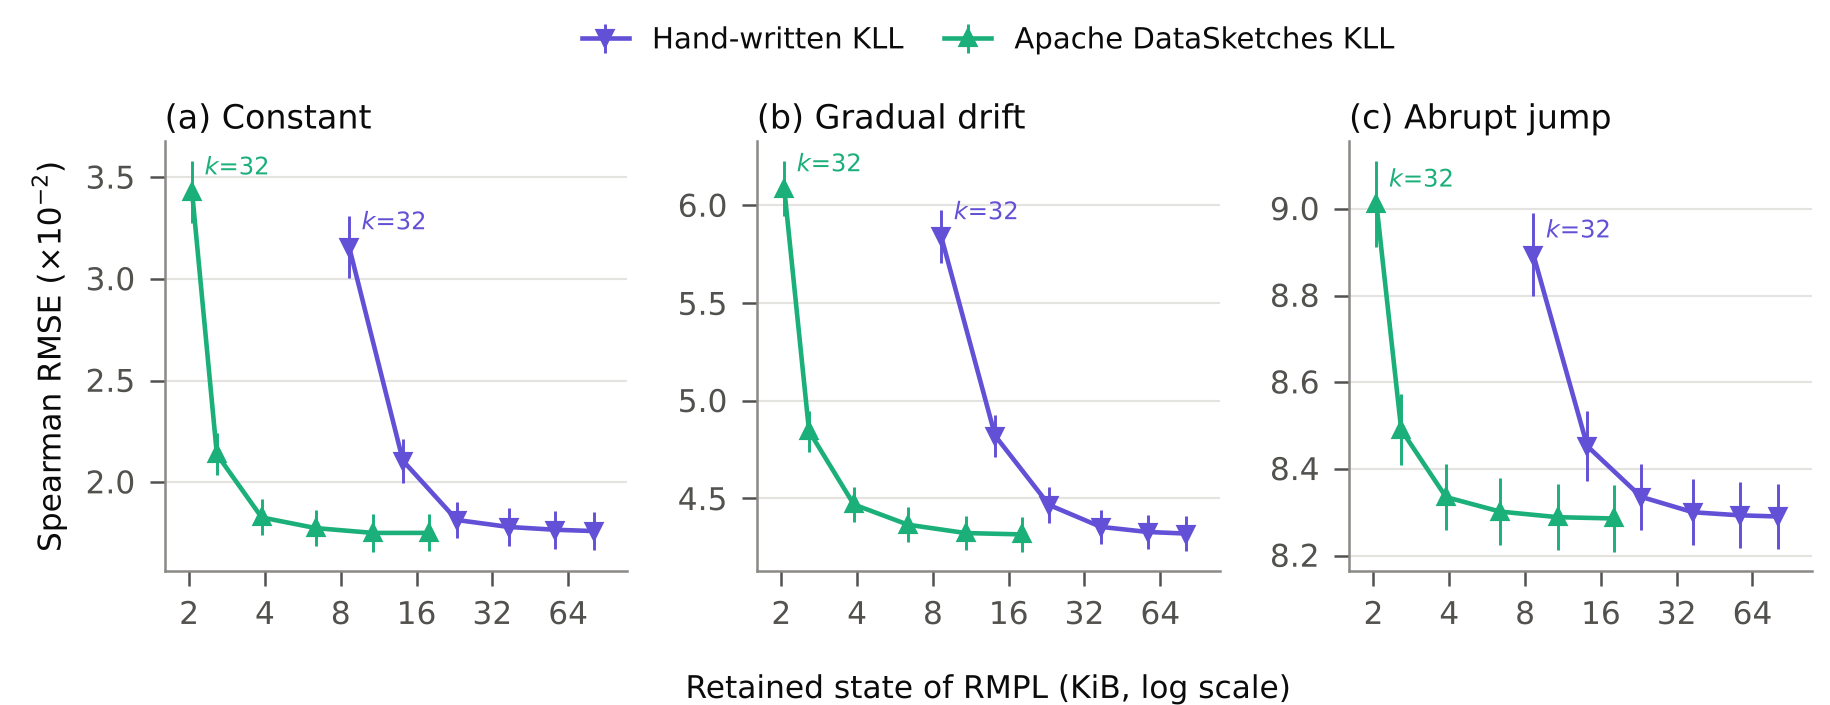 Hand-written KLL
Apache DataSketches KLL
(a) Constant
(b) Gradual drift
(c) Abrupt jump
Spearman RMSE (×10⁻²)
3.5
3.0
2.5
2.0
k=32
k=32
2 4 8 16 32 64
6.0
5.5
5.0
4.5
k=32
k=32
2 4 8 16 32 64
9.0
8.8
8.6
8.4
8.2
k=32
k=32
2 4 8 16 32 64
Retained state of RMPL (KiB, log scale)